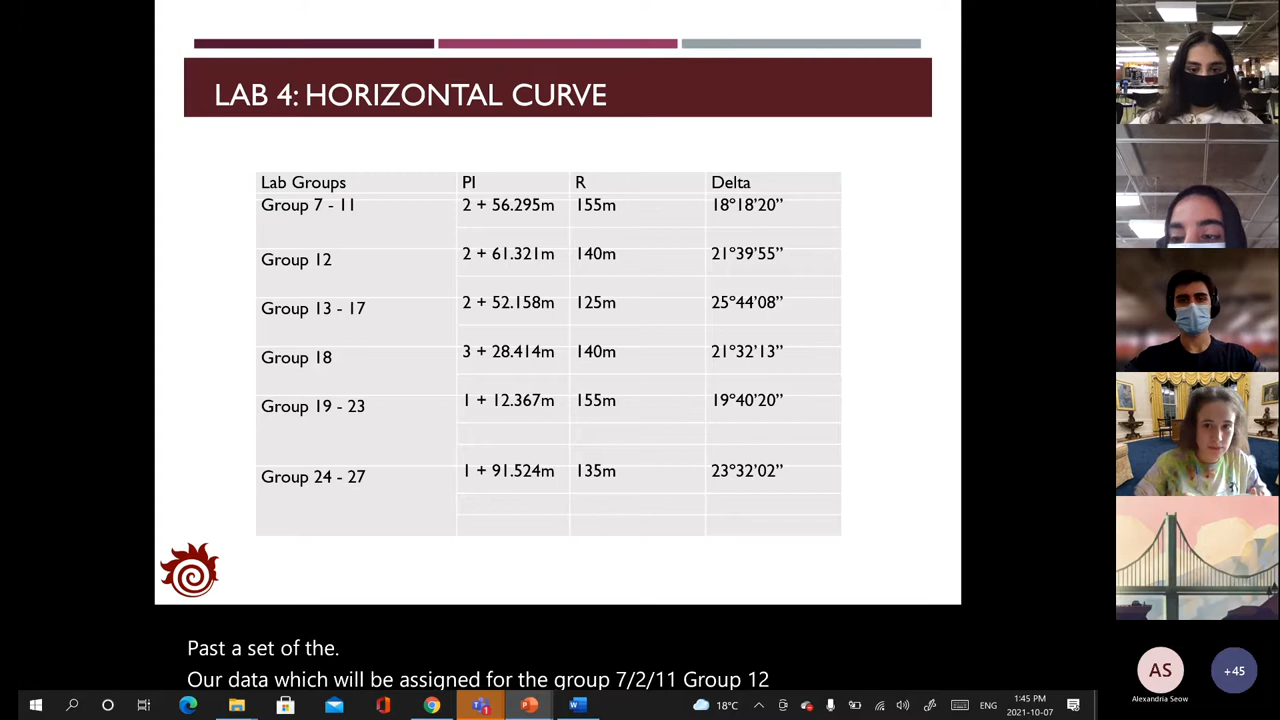 LAB 4: HORIZONTAL CURVE
Lab Groups PI R Delta
Group 7 - 11 2 + 56.295m 155m 18°18'20"
Group 12 2 + 61.321m 140m 21°39'55"
Group 13 - 17 2 + 52.158m 125m 25°44'08"
Group 18 3 + 28.414m 140m 21°32'13"
Group 19 - 23 1 + 12.367m 155m 19°40'20"
Group 24 - 27 1 + 91.524m 135m 23°32'02"
Past a set of the.
Our data which will be assigned for the group 7/2/11 Group 12
AS
Alexandria Seow
+45
18°C
ENG
1:45 PM
2021-10-07